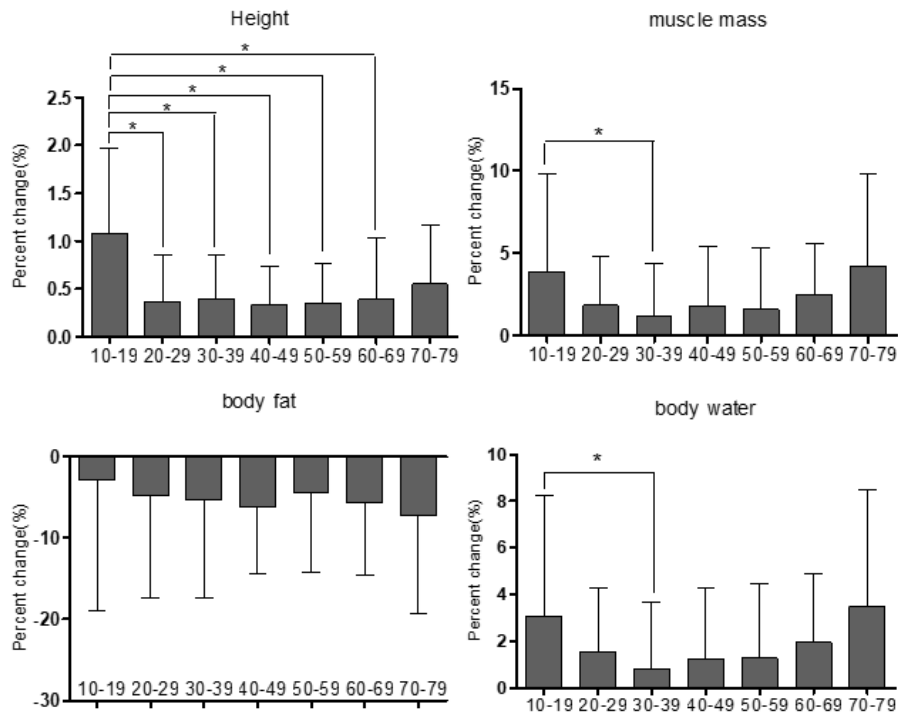 Height
*
*
*
*
*
Percent change(%)
2.5
2.0
1.5
1.0
0.5
0.0
10-19 20-29 30-39 40-49 50-59 60-69 70-79
muscle mass
*
Percent change(%)
15
10
5
0
10-19 20-29 30-39 40-49 50-59 60-69 70-79
body fat
Percent change(%)
0
-10
-20
-30
10-19 20-29 30-39 40-49 50-59 60-69 70-79
body water
*
Percent change(%)
10
8
6
4
2
0
10-19 20-29 30-39 40-49 50-59 60-69 70-79